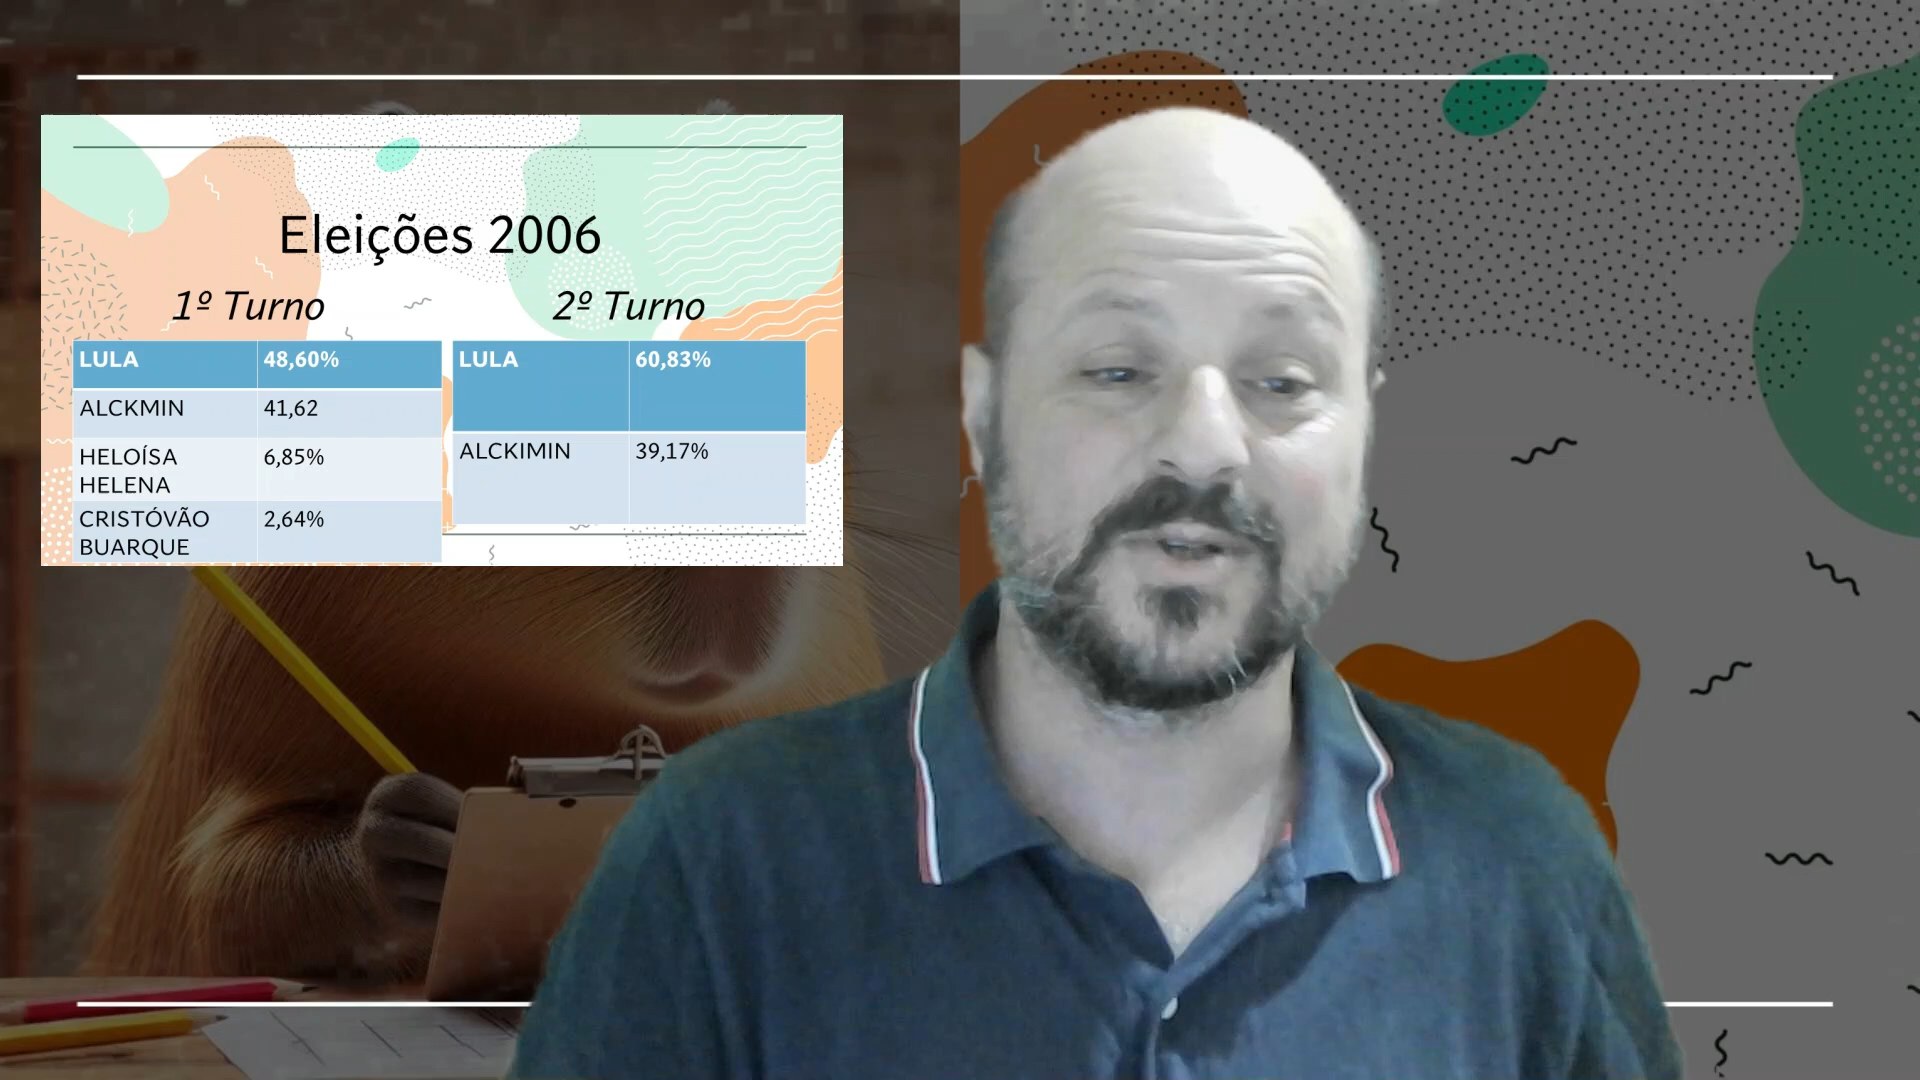 Eleições 2006
1º Turno
2º Turno
LULA 48,60%
ALCKMIN 41,62
HELOÍSA HELENA 6,85%
CRISTÓVÃO BUARQUE 2,64%
LULA 60,83%
ALCKIMIN 39,17%